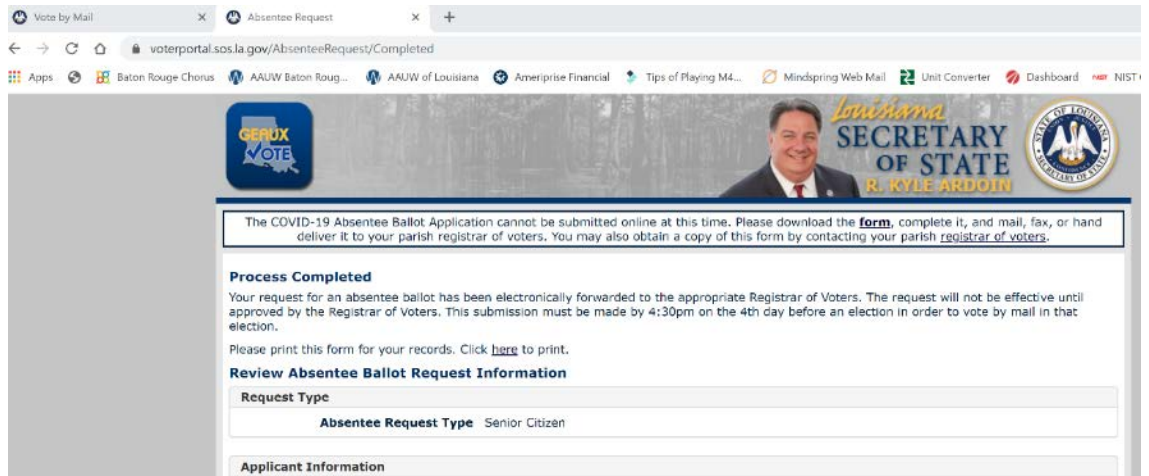 Vote by Mail × Absentee Request × +
voterportal.sos.la.gov/AbsenteeRequest/Completed
Apps Baton Rouge Chorus AAUW Baton Roug... AAUW of Louisiana Ameriprise Financial Tips of Playing M4... Mindspring Web Mail Unit Converter Dashboard NIST NIST
GEAUX
VOTE
Louisiana
SECRETARY
OF STATE
R. KYLE ARDOIN
STATE OF LOUISIANA
SECRETARY OF STATE
The COVID-19 Absentee Ballot Application cannot be submitted online at this time. Please download the form, complete it, and mail, fax, or hand
deliver it to your parish registrar of voters. You may also obtain a copy of this form by contacting your parish registrar of voters.
Process Completed
Your request for an absentee ballot has been electronically forwarded to the appropriate Registrar of Voters. The request will not be effective until
approved by the Registrar of Voters. This submission must be made by 4:30pm on the 4th day before an election in order to vote by mail in that
election.
Please print this form for your records. Click here to print.
Review Absentee Ballot Request Information
Request Type
Absentee Request Type Senior Citizen
Applicant Information